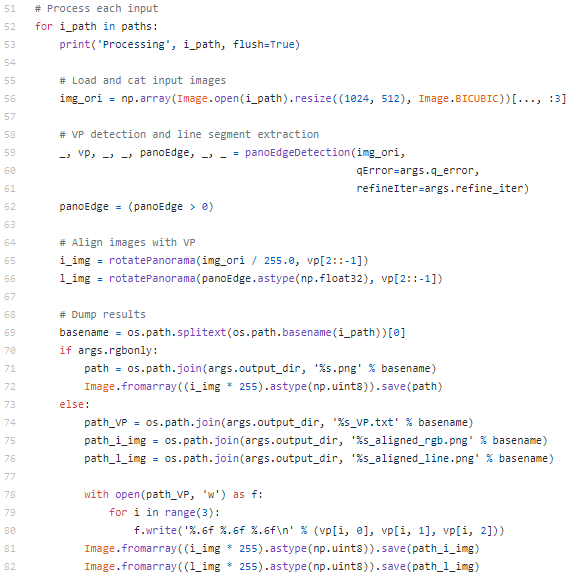 51 # Process each input
52 for i_path in paths:
53     print('Processing', i_path, flush=True)
54
55     # Load and cat input images
56     img_ori = np.array(Image.open(i_path).resize((1024, 512), Image.BICUBIC))[..., :3]
57
58     # VP detection and line segment extraction
59     _, vp, _, _, panoEdge, _, _ = panoEdgeDetection(img_ori,
60                                                     qError=args.q_error,
61                                                     refineIter=args.refine_iter)
62     panoEdge = (panoEdge > 0)
63
64     # Align images with VP
65     i_img = rotatePanorama(img_ori / 255.0, vp[2::-1])
66     l_img = rotatePanorama(panoEdge.astype(np.float32), vp[2::-1])
67
68     # Dump results
69     basename = os.path.splitext(os.path.basename(i_path))[0]
70     if args.rgbonly:
71         path = os.path.join(args.output_dir, '%s.png' % basename)
72         Image.fromarray((i_img * 255).astype(np.uint8)).save(path)
73     else:
74         path_VP = os.path.join(args.output_dir, '%s_VP.txt' % basename)
75         path_i_img = os.path.join(args.output_dir, '%s_aligned_rgb.png' % basename)
76         path_l_img = os.path.join(args.output_dir, '%s_aligned_line.png' % basename)
77
78         with open(path_VP, 'w') as f:
79             for i in range(3):
80                 f.write('%.6f %.6f %.6f\n' % (vp[i, 0], vp[i, 1], vp[i, 2]))
81         Image.fromarray((i_img * 255).astype(np.uint8)).save(path_i_img)
82         Image.fromarray((l_img * 255).astype(np.uint8)).save(path_l_img)